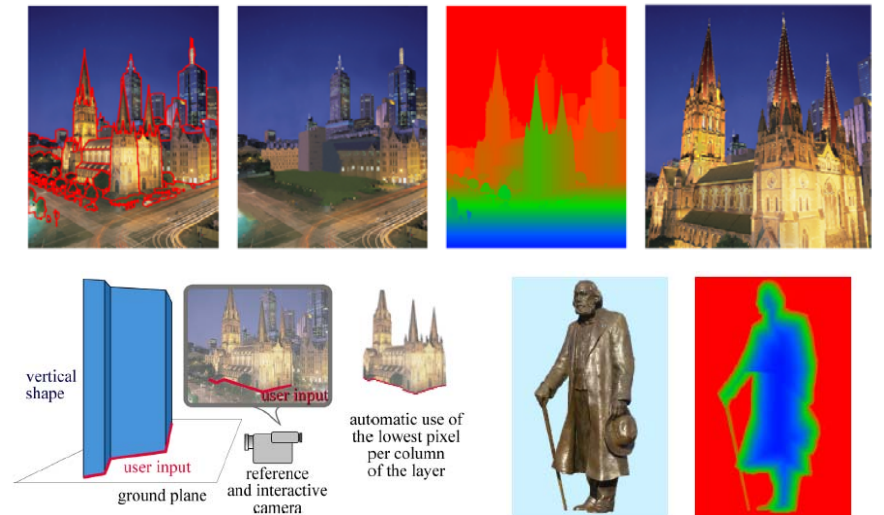 vertical
shape
user input
ground plane
user input
reference
and interactive
camera
automatic use of
the lowest pixel
per column
of the layer